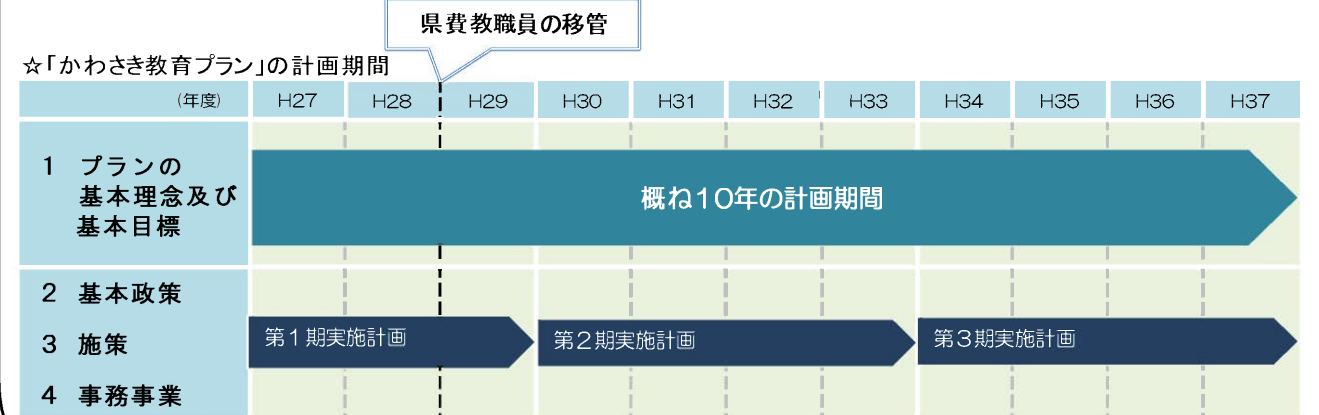 県費教職員の移管
☆「かわさき教育プラン」の計画期間
(年度) H27 H28 H29 H30 H31 H32 H33 H34 H35 H36 H37
1 プランの
基本理念及び
基本目標
概ね10年の計画期間
2 基本政策
3 施策
第1期実施計画 第2期実施計画 第3期実施計画
4 事務事業